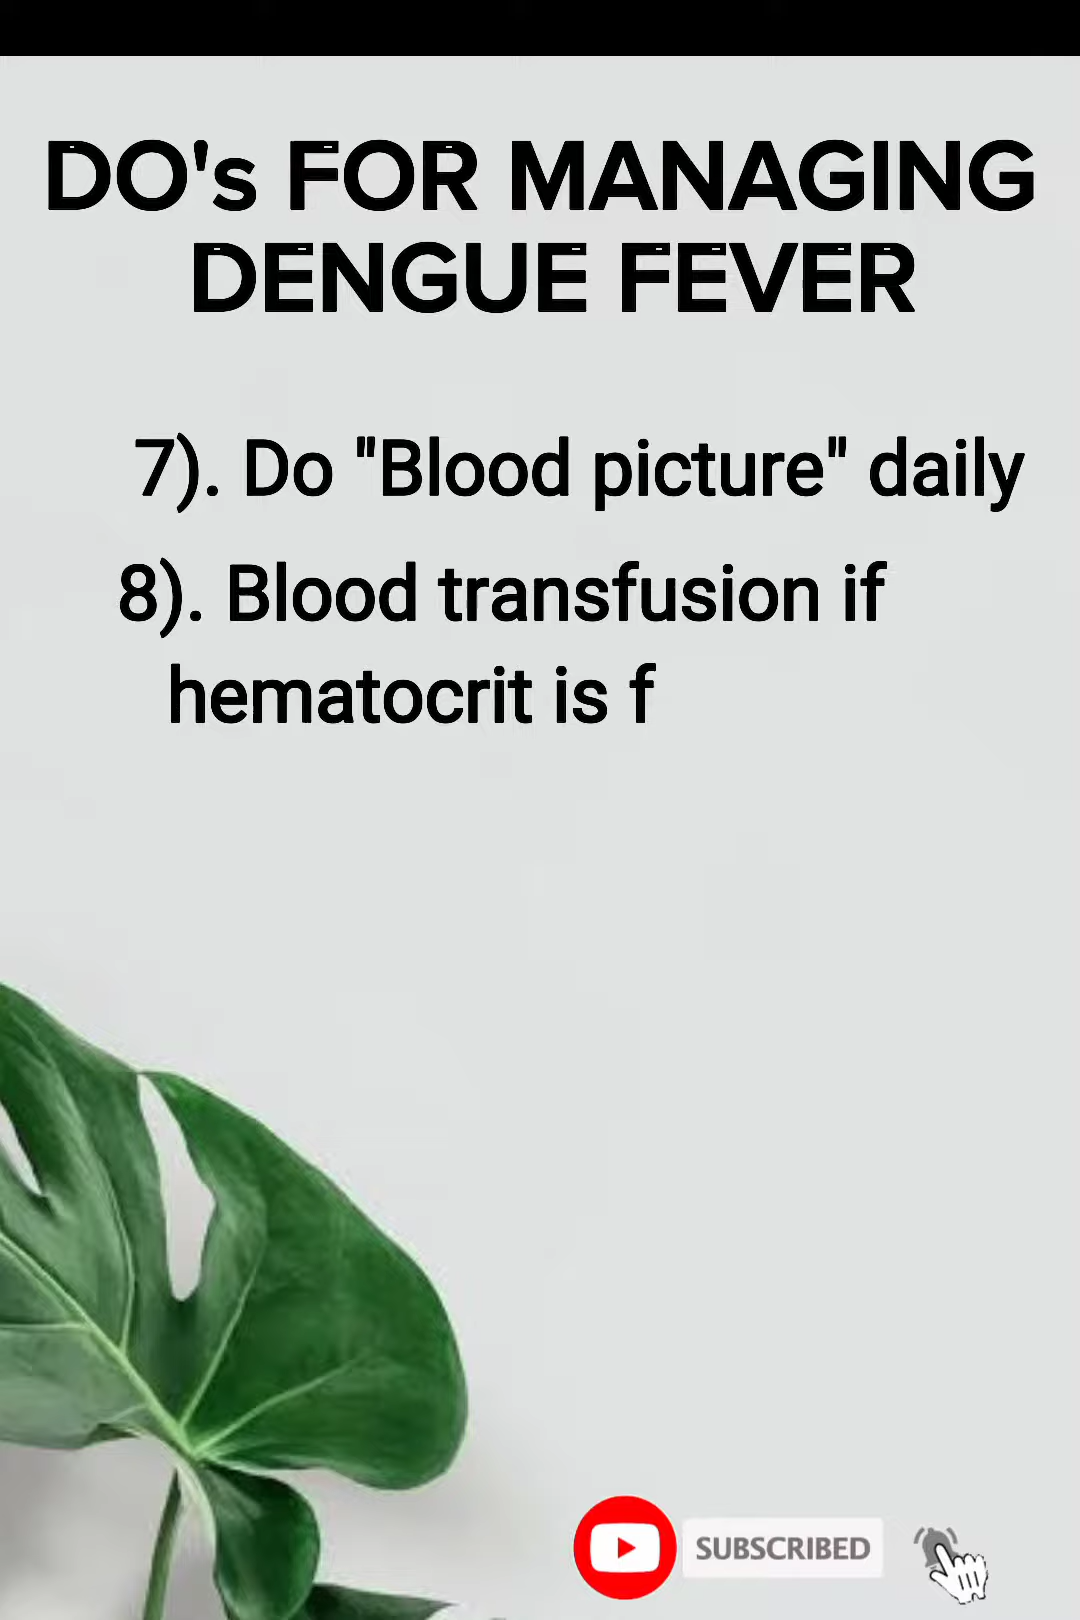 DO's FOR MANAGING
DENGUE FEVER
7). Do "Blood picture" daily
8). Blood transfusion if
hematocrit is f
SUBSCRIBED